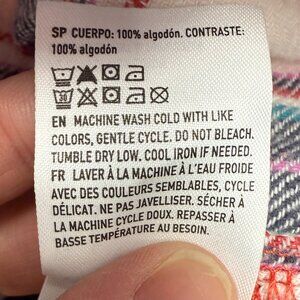 SP CUERPO: 100% algodón. CONTRASTE:
100% algodón
30
EN MACHINE WASH COLD WITH LIKE
COLORS, GENTLE CYCLE. DO NOT BLEACH.
TUMBLE DRY LOW. COOL IRON IF NEEDED.
FR LAVER À LA MACHINE À L'EAU FROIDE
AVEC DES COULEURS SEMBLABLES, CYCLE
DÉLICAT. NE PAS JAVELLISER. SÉCHER À
LA MACHINE CYCLE DOUX. REPASSER À
BASSE TEMPÉRATURE AU BESOIN.